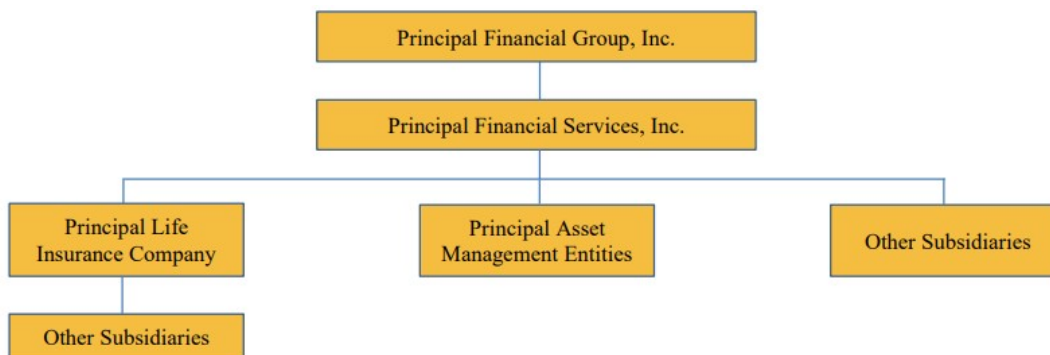 Principal Financial Group, Inc.
Principal Financial Services, Inc.
Principal Life
Insurance Company
Principal Asset
Management Entities
Other Subsidiaries
Other Subsidiaries